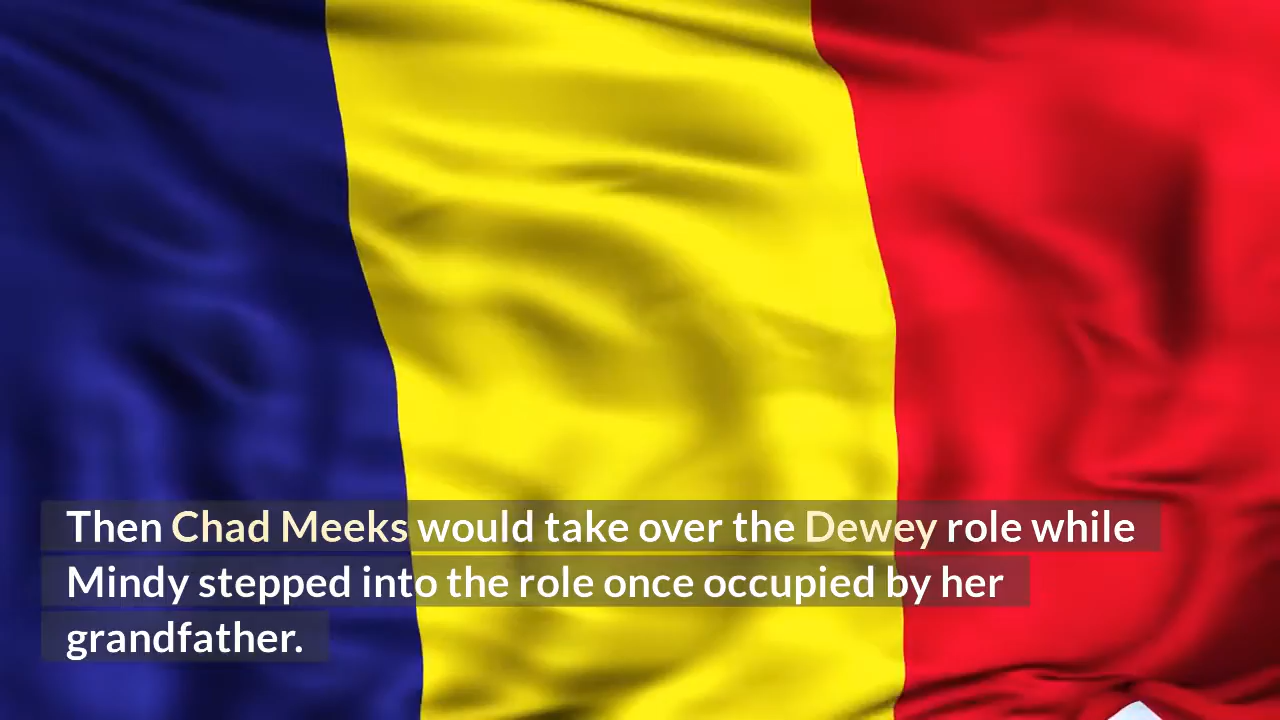 Then Chad Meeks would take over the Dewey role while
Mindy stepped into the role once occupied by her
grandfather.